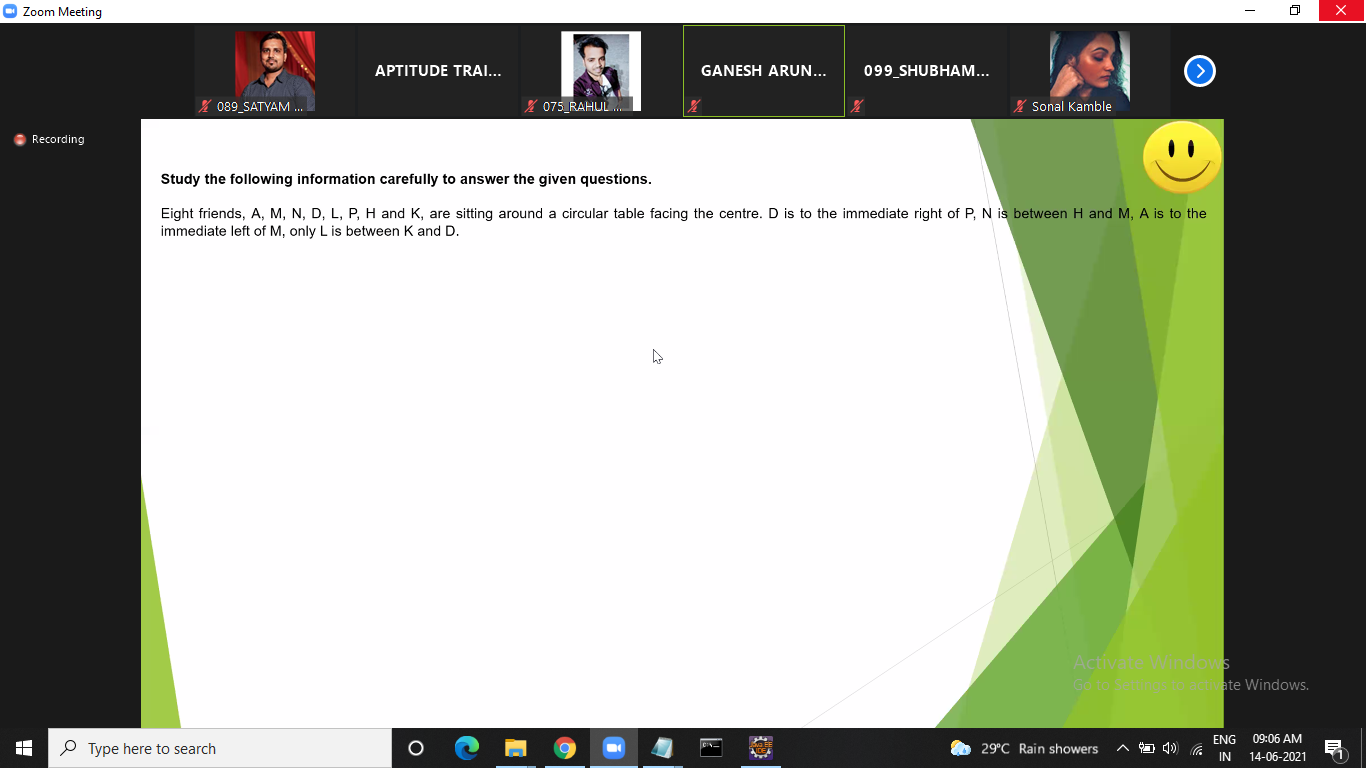 Zoom Meeting
089_SATYAM ...
APTITUDE TRAI...
075_RAHUL ...
GANESH ARUN...
099_SHUBHAM...
Sonal Kamble
Recording
Study the following information carefully to answer the given questions.
Eight friends, A, M, N, D, L, P, H and K, are sitting around a circular table facing the centre. D is to the immediate right of P, N is between H and M, A is to the
immediate left of M, only L is between K and D.
Activate Windows
Go to Settings to activate Windows.
Type here to search
29°C Rain showers
ENG
IN
09:06 AM
14-06-2021
1